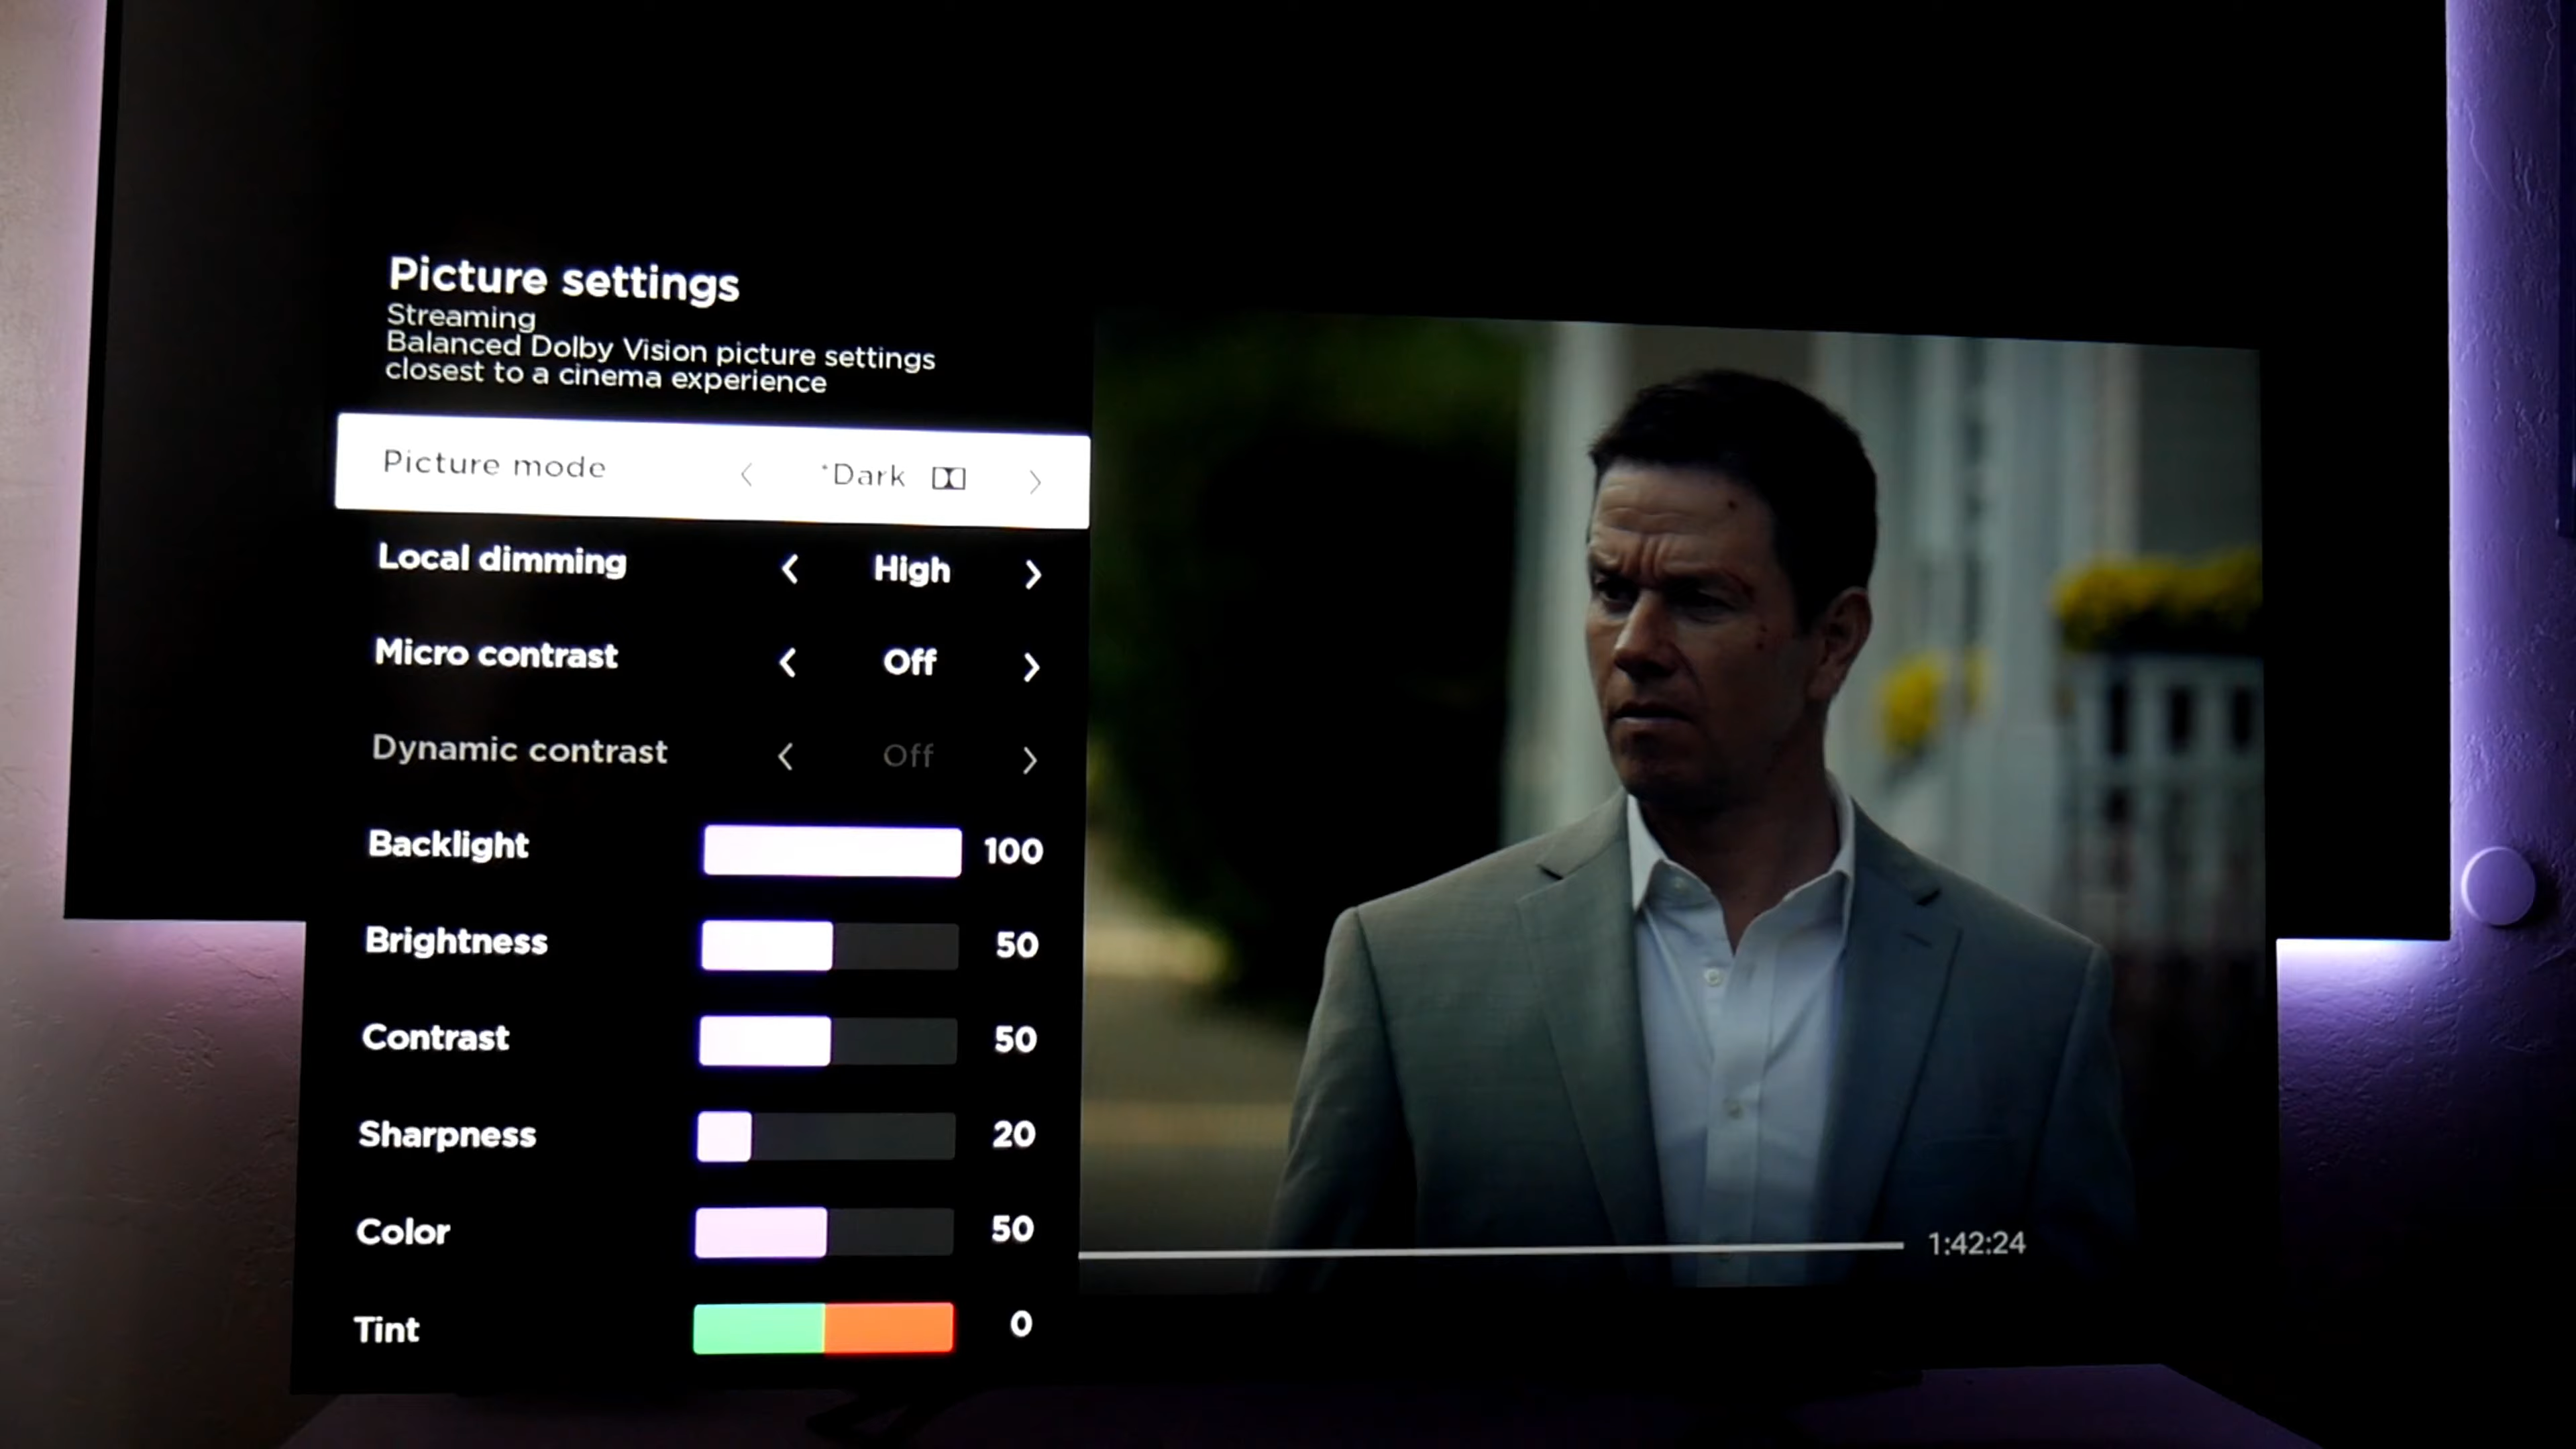 Picture settings
Streaming
Balanced Dolby Vision picture settings
closest to a cinema experience
Picture mode < *Dark >
Local dimming < High >
Micro contrast < Off >
Dynamic contrast < Off >
Backlight 100
Brightness 50
Contrast 50
Sharpness 20
Color 50
Tint 0
1:42:24